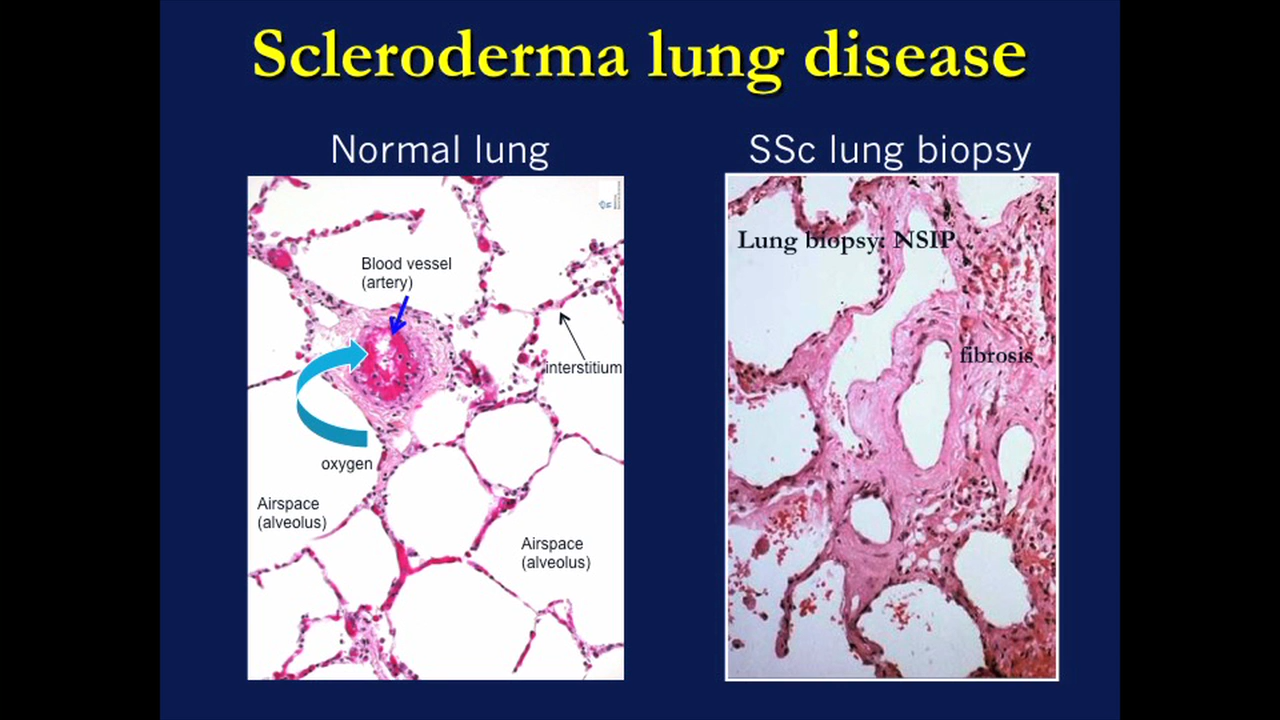 Scleroderma lung disease
Normal lung
SSc lung biopsy
Blood vessel
(artery)
interstitium
oxygen
Airspace
(alveolus)
Airspace
(alveolus)
Lung biopsy: NSIP
fibrosis